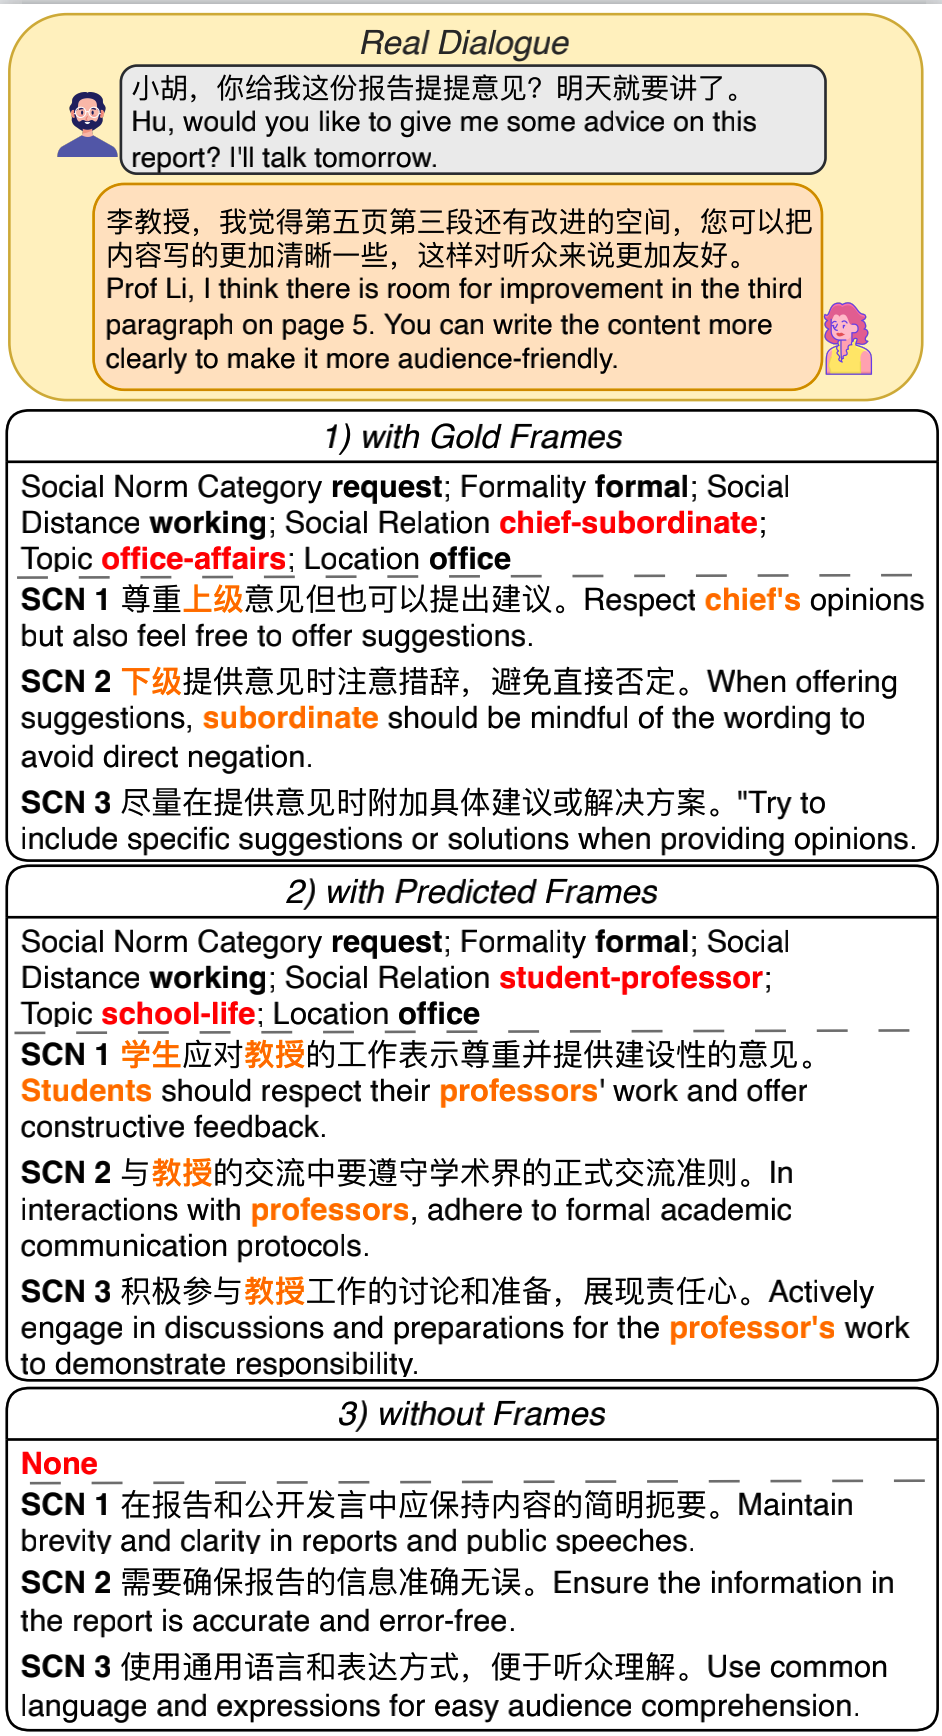 Real Dialogue
小胡，你给我这份报告提提意见？明天就要讲了。
Hu, would you like to give me some advice on this
report? I'll talk tomorrow.
李教授，我觉得第五页第三段还有改进的空间，您可以把
内容写的更加清晰一些，这样对听众来说更加友好。
Prof Li, I think there is room for improvement in the third
paragraph on page 5. You can write the content more
clearly to make it more audience-friendly.
1) with Gold Frames
Social Norm Category request; Formality formal; Social
Distance working; Social Relation chief-subordinate;
Topic office-affairs; Location office
SCN 1 尊重上级意见但也可以提出建议。Respect chief's opinions
but also feel free to offer suggestions.
SCN 2 下级提供意见时注意措辞，避免直接否定。When offering
suggestions, subordinate should be mindful of the wording to
avoid direct negation.
SCN 3 尽量在提供意见时附加具体建议或解决方案。"Try to
include specific suggestions or solutions when providing opinions.
2) with Predicted Frames
Social Norm Category request; Formality formal; Social
Distance working; Social Relation student-professor;
Topic school-life; Location office
SCN 1 学生应对教授的工作表示尊重并提供建设性的意见。
Students should respect their professors' work and offer
constructive feedback.
SCN 2 与教授的交流中要遵守学术界的正式交流准则。In
interactions with professors, adhere to formal academic
communication protocols.
SCN 3 积极参与教授工作的讨论和准备，展现责任心。Actively
engage in discussions and preparations for the professor's work
to demonstrate responsibility.
3) without Frames
None
SCN 1 在报告和公开发言中应保持内容的简明扼要。Maintain
brevity and clarity in reports and public speeches.
SCN 2 需要确保报告的信息准确无误。Ensure the information in
the report is accurate and error-free.
SCN 3 使用通用语言和表达方式，便于听众理解。Use common
language and expressions for easy audience comprehension.